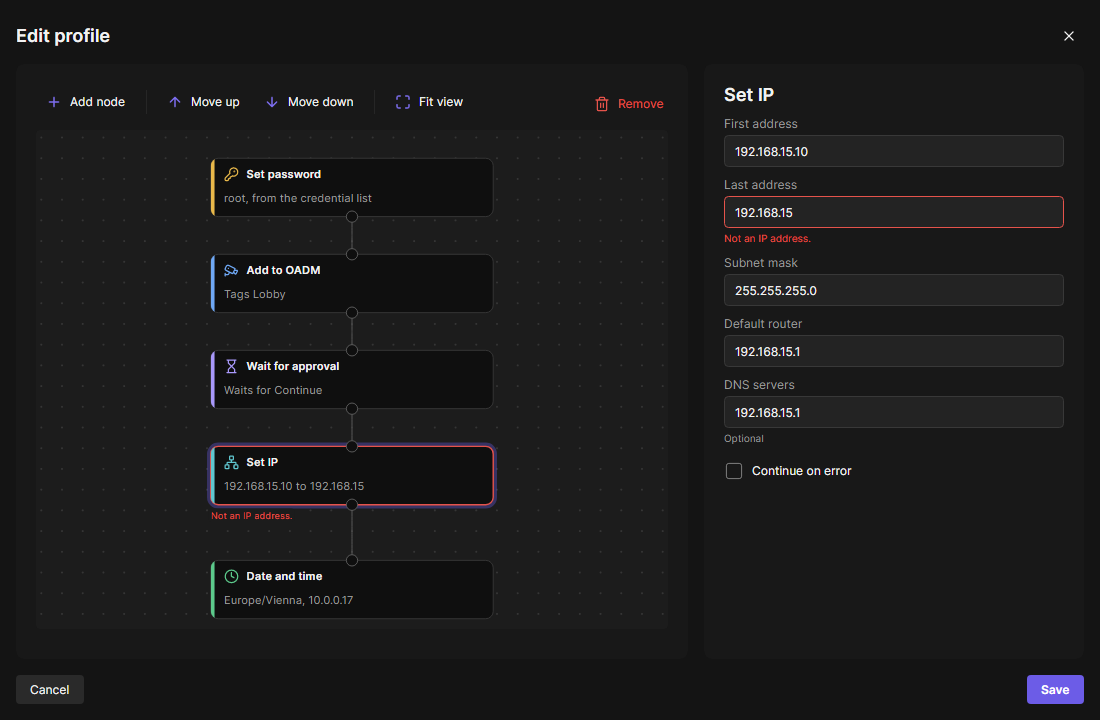 Edit profile
Add node
Move up
Move down
Fit view
Remove
Set password
root, from the credential list
Add to OADM
Tags Lobby
Wait for approval
Waits for Continue
Set IP
192.168.15.10 to 192.168.15
Not an IP address.
Date and time
Europe/Vienna, 10.0.0.17
Set IP
First address
192.168.15.10
Last address
192.168.15
Not an IP address.
Subnet mask
255.255.255.0
Default router
192.168.15.1
DNS servers
192.168.15.1
Optional
Continue on error
Cancel
Save